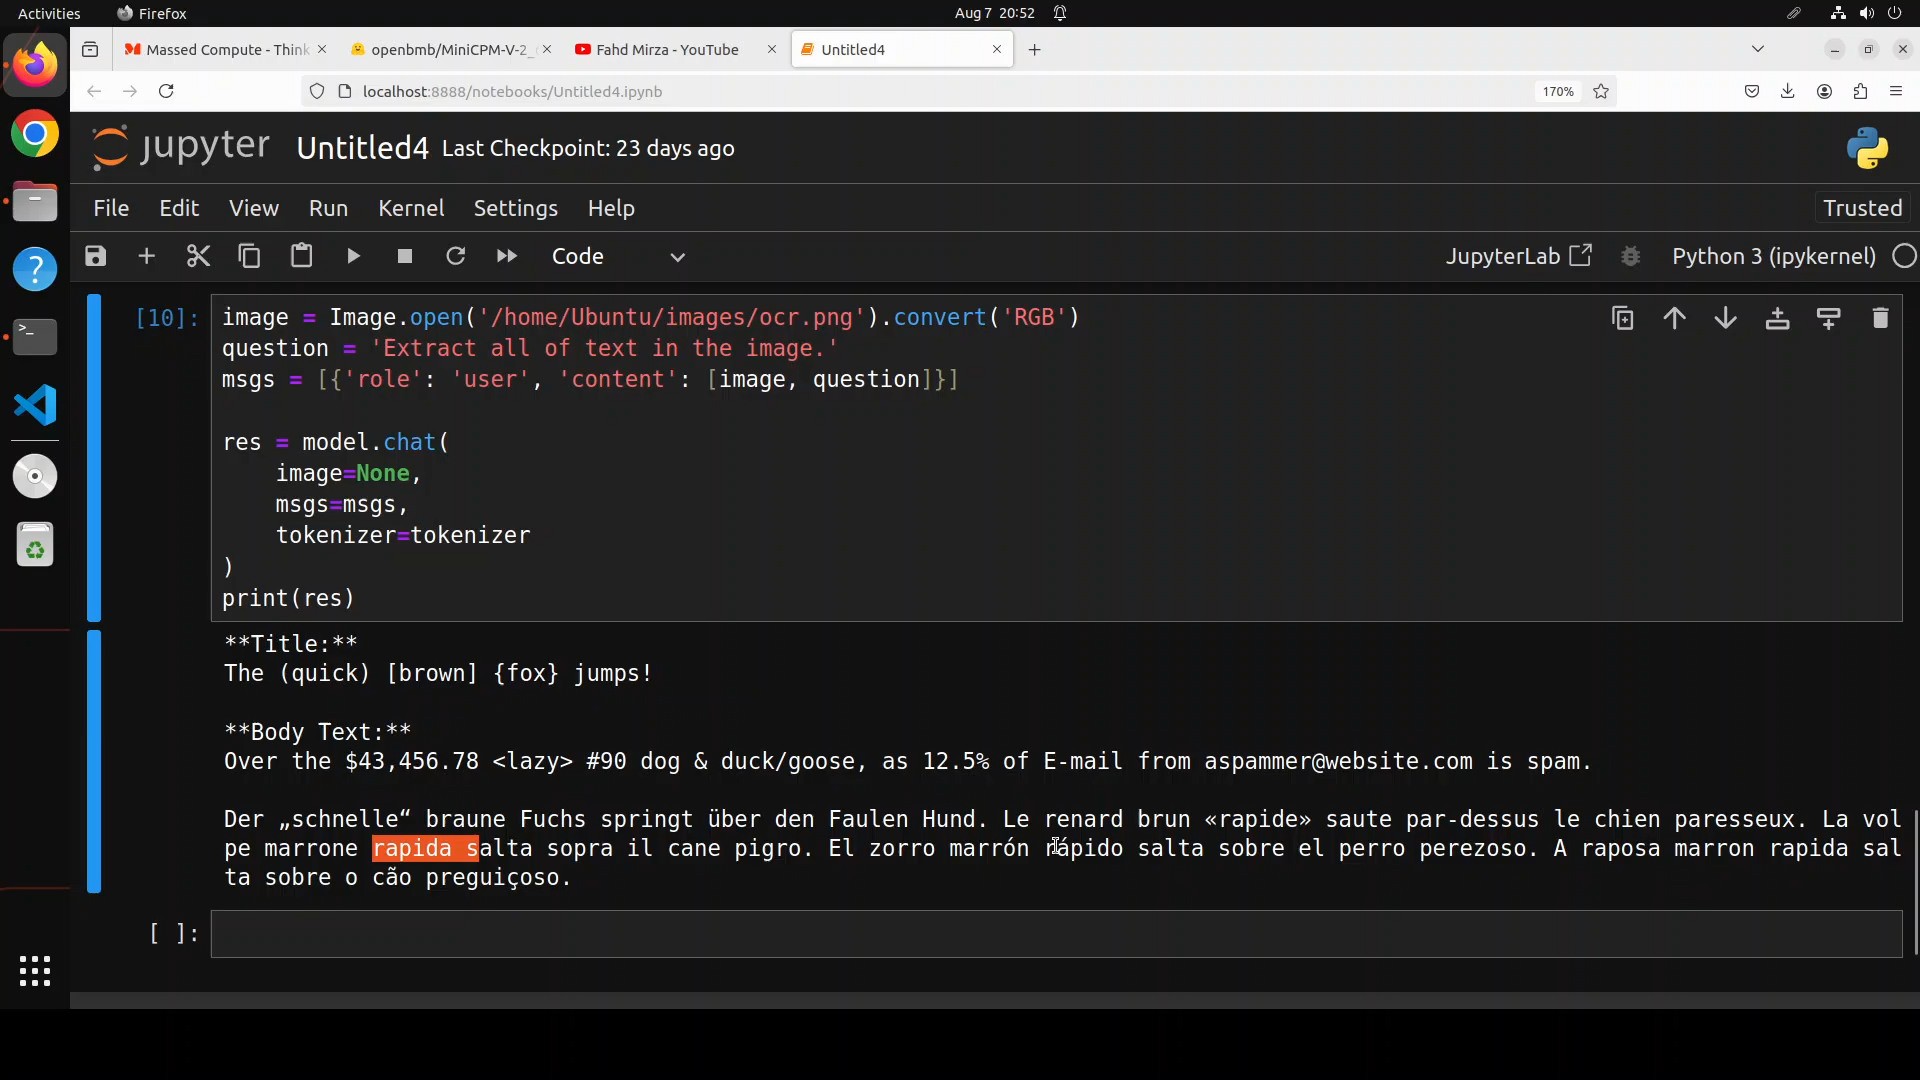 Activities Firefox Aug 7 20:52
Massed Compute - Think openbmb/MiniCPM-V-2_ Fahd Mirza - YouTube Untitled4
localhost:8888/notebooks/Untitled4.ipynb 170%
jupyter Untitled4 Last Checkpoint: 23 days ago
File Edit View Run Kernel Settings Help Trusted
Code JupyterLab Python 3 (ipykernel)
[10]: image = Image.open('/home/Ubuntu/images/ocr.png').convert('RGB')
question = 'Extract all of text in the image.'
msgs = [{'role': 'user', 'content': [image, question]}]
res = model.chat(
image=None,
msgs=msgs,
tokenizer=tokenizer
)
print(res)
**Title:**
The (quick) [brown] {fox} jumps!
**Body Text:**
Over the $43,456.78 <lazy> #90 dog & duck/goose, as 12.5% of E-mail from aspammer@website.com is spam.
Der „schnelle“ braune Fuchs springt über den Faulen Hund. Le renard brun «rapide» saute par-dessus le chien paresseux. La vol
pe marrone rapida salta sopra il cane pigro. El zorro marrón rápido salta sobre el perro perezoso. A raposa marron rapida sal
ta sobre o cão preguiçoso.
[ ]: